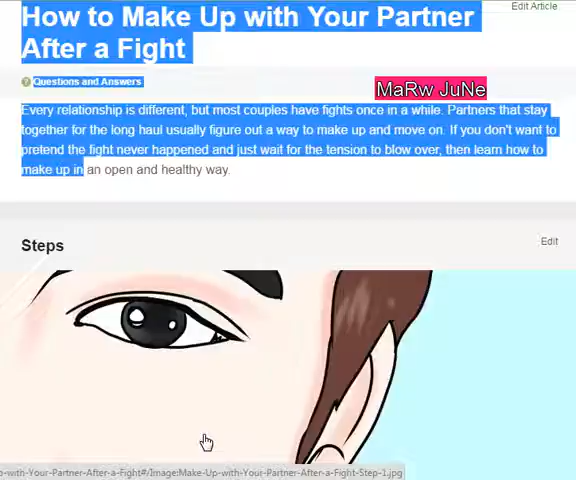 How to Make Up with Your Partner
Edit Article
After a Fight
Questions and Answers
MaRw JuNe
Every relationship is different, but most couples have fights once in a while. Partners that stay
together for the long haul usually figure out a way to make up and move on. If you don't want to
pretend the fight never happened and just wait for the tension to blow over, then learn how to
make up in an open and healthy way.
Steps
Edit
p-with-Your-Partner-After-a-Fight#/Image:Make-Up-with-Your-Partner-After-a-Fight-Step-1.jpg